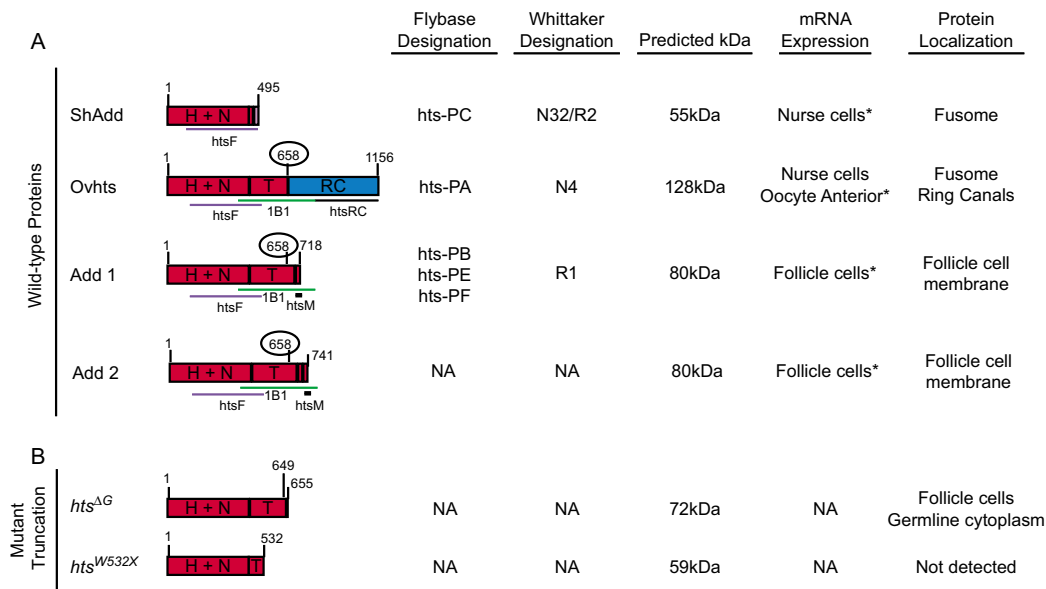 A
Flybase Designation
Whittaker Designation
Predicted kDa
mRNA Expression
Protein Localization
Wild-type Proteins
ShAdd
1 495
H + N
htsF
hts-PC
N32/R2
55kDa
Nurse cells*
Fusome
Ovhts
1 658 1156
H + N T RC
htsF 1B1 htsRC
hts-PA
N4
128kDa
Nurse cells
Oocyte Anterior*
Fusome
Ring Canals
Add 1
1 658 718
H + N T
htsF 1B1 htsM
hts-PB
hts-PE
hts-PF
R1
80kDa
Follicle cells*
Follicle cell
membrane
Add 2
1 658 741
H + N T
htsF 1B1 htsM
NA
NA
80kDa
Follicle cells*
Follicle cell
membrane
B
Mutant
Truncation
htsΔG
1 649 655
H + N T
NA
NA
72kDa
NA
Follicle cells
Germline cytoplasm
htsW532X
1 532
H + N T
NA
NA
59kDa
NA
Not detected